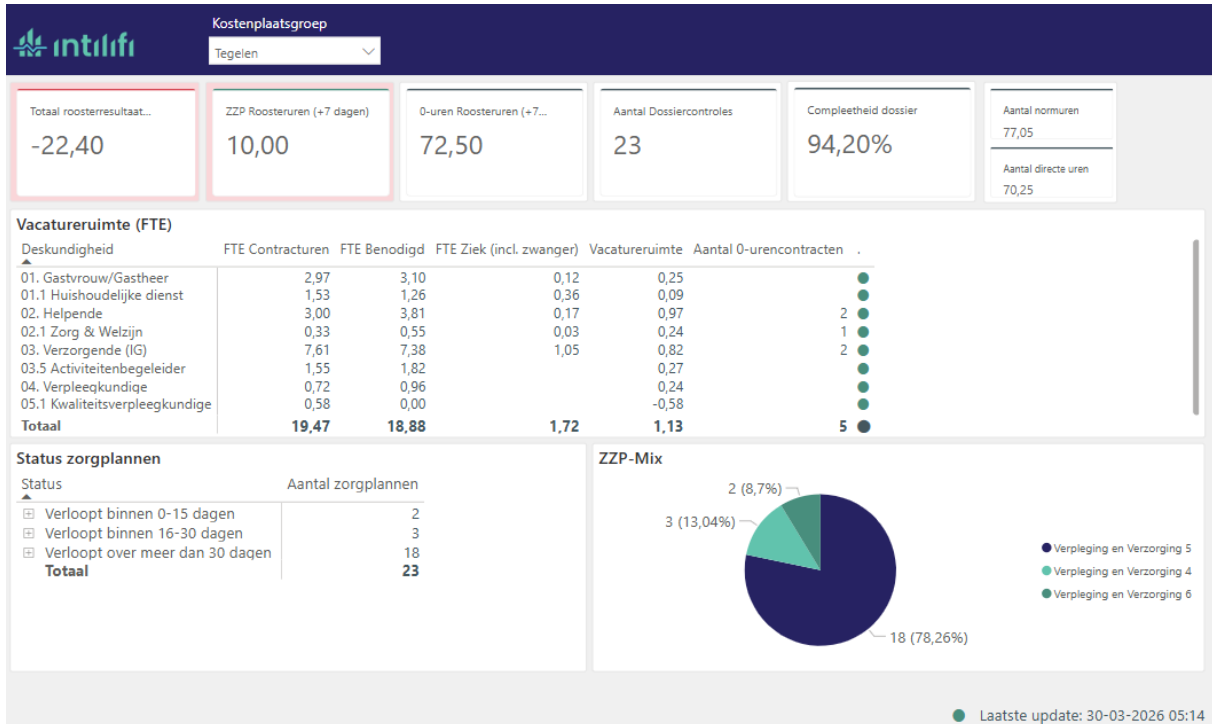 intilifi
Kostenplaatsgroep
Tegelen
Totaal roosterresultaat...
-22,40
ZZP Roosteruren (+7 dagen)
10,00
0-uren Roosteruren (+7...
72,50
Aantal Dossiercontroles
23
Compleetheid dossier
94,20%
Aantal normuren
77,05
Aantal directe uren
70,25
Vacatureruimte (FTE)
Deskundigheid FTE Contracturen FTE Benodigd FTE Ziek (incl. zwanger) Vacatureruimte Aantal 0-urencontracten .
01. Gastvrouw/Gastheer 2,97 3,10 0,12 0,25
01.1 Huishoudelijke dienst 1,53 1,26 0,36 0,09
02. Helpende 3,00 3,81 0,17 0,97 2
02.1 Zorg & Welzijn 0,33 0,55 0,03 0,24 1
03. Verzorgende (IG) 7,61 7,38 1,05 0,82 2
03.5 Activiteitenbegeleider 1,55 1,82 0,27
04. Verpleegkundige 0,72 0,96 0,24
05.1 Kwaliteitsverpleegkundige 0,58 0,00 -0,58
Totaal 19,47 18,88 1,72 1,13 5
Status zorgplannen
Status Aantal zorgplannen
Verloopt binnen 0-15 dagen 2
Verloopt binnen 16-30 dagen 3
Verloopt over meer dan 30 dagen 18
Totaal 23
ZZP-Mix
2 (8,7%)
3 (13,04%)
18 (78,26%)
Verpleging en Verzorging 5
Verpleging en Verzorging 4
Verpleging en Verzorging 6
Laatste update: 30-03-2026 05:14